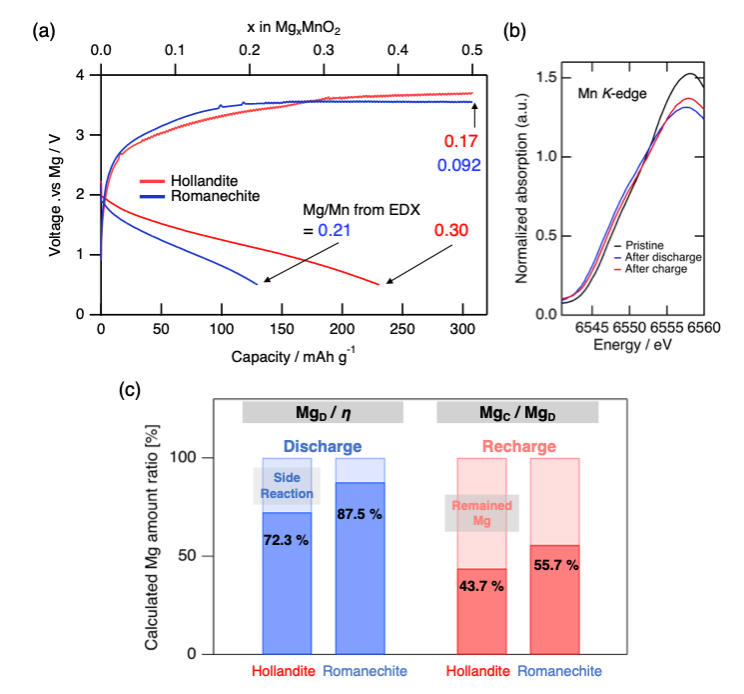 (a)
x in MgₓMnO₂
0.0 0.1 0.2 0.3 0.4 0.5
4
3
2
1
0
Voltage .vs Mg / V
0.17
0.092
Hollandite
Romanechite
Mg/Mn from EDX
= 0.21
0.30
0 50 100 150 200 250 300
Capacity / mAh g⁻¹
(b)
Mn K-edge
1.5
1.0
0.5
0.0
Normalized absorption (a.u.)
Pristine
After discharge
After charge
6545 6550 6555 6560
Energy / eV
(c)
Mg_D / η
Mg_C / Mg_D
Discharge
Recharge
100
50
0
Calculated Mg amount ratio [%]
Side
Reaction
72.3 %
87.5 %
Remained
Mg
43.7 %
55.7 %
Hollandite Romanechite Hollandite Romanechite